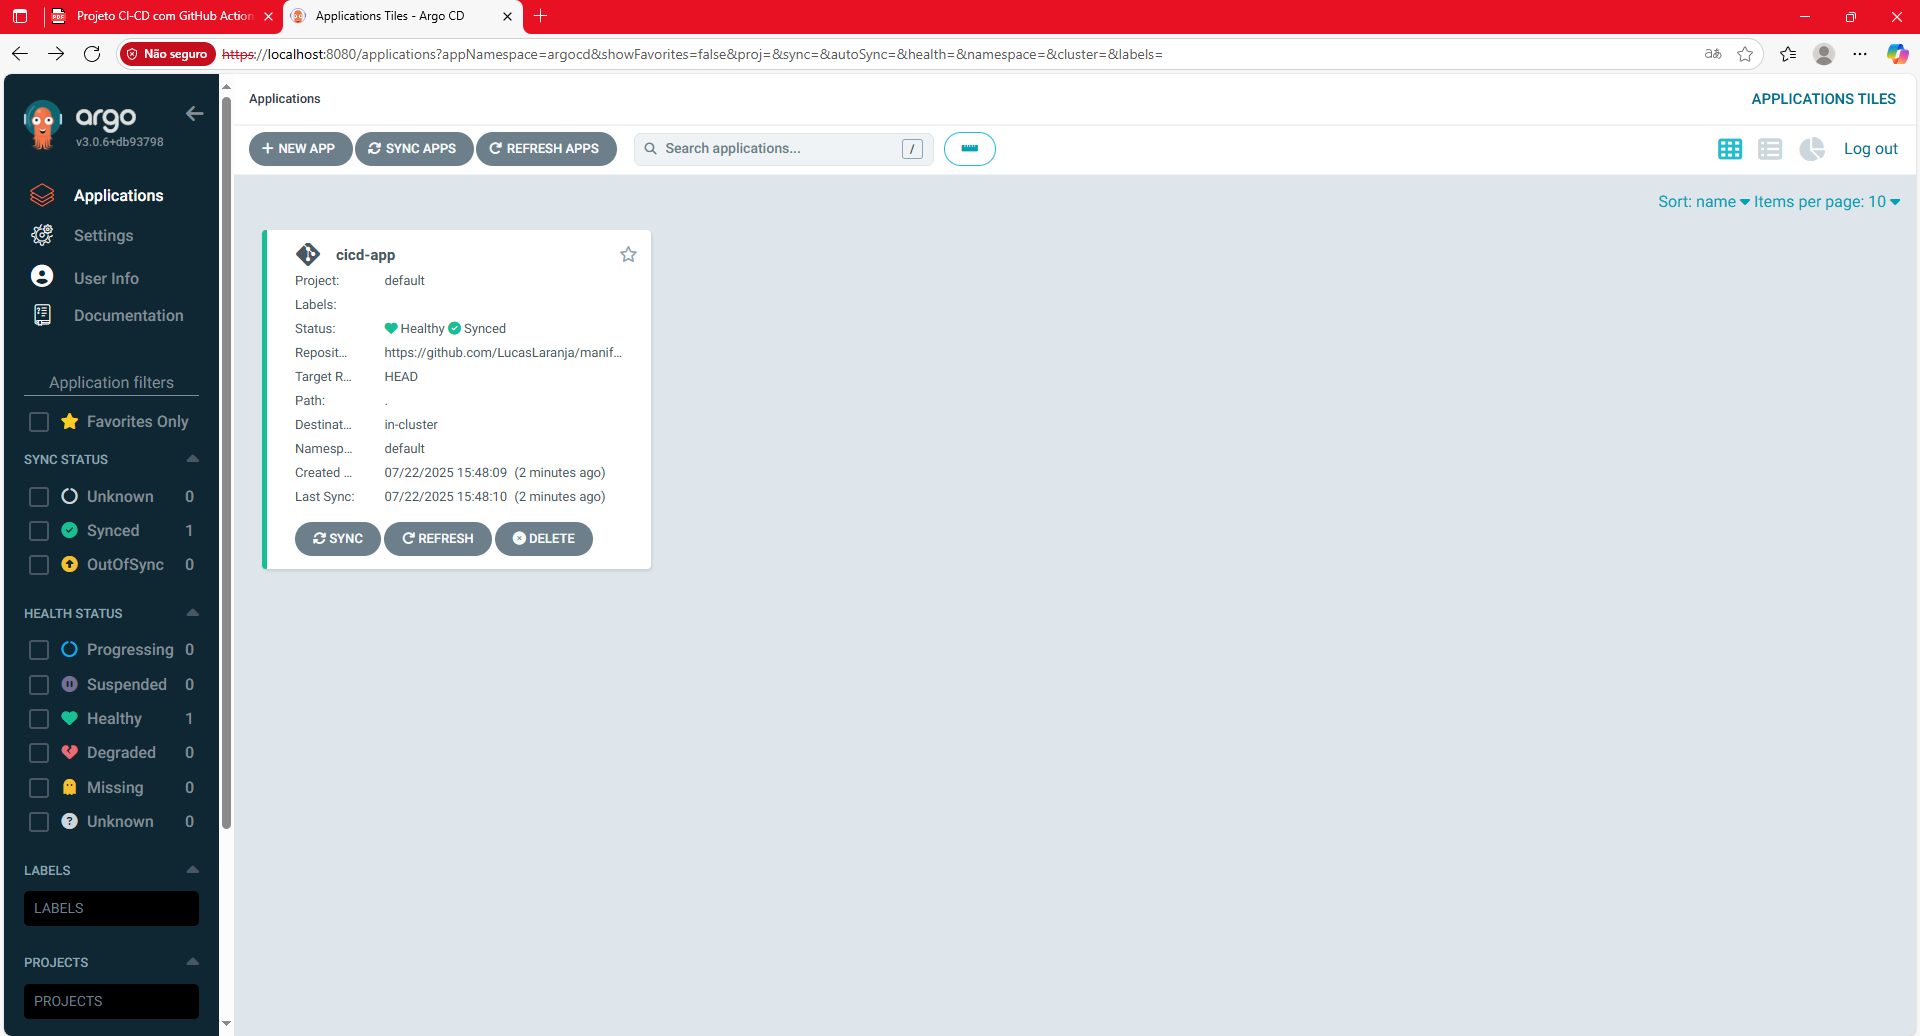 Projeto CI-CD com GitHub Action
Applications Tiles - Argo CD
Não seguro
https://localhost:8080/applications?appNamespace=argocd&showFavorites=false&proj=&sync=&autoSync=&health=&namespace=&cluster=&labels=
argo
v3.0.6+db93798
Applications
Settings
User Info
Documentation
Application filters
Favorites Only
SYNC STATUS
Unknown 0
Synced 1
OutOfSync 0
HEALTH STATUS
Progressing 0
Suspended 0
Healthy 1
Degraded 0
Missing 0
Unknown 0
LABELS
LABELS
PROJECTS
PROJECTS
Applications
APPLICATIONS TILES
NEW APP
SYNC APPS
REFRESH APPS
Search applications...
/
Log out
Sort: name Items per page: 10
cicd-app
Project: default
Labels:
Status: Healthy Synced
Reposit... https://github.com/LucasLaranja/manif...
Target R... HEAD
Path: .
Destinat... in-cluster
Namesp... default
Created ... 07/22/2025 15:48:09 (2 minutes ago)
Last Sync: 07/22/2025 15:48:10 (2 minutes ago)
SYNC
REFRESH
DELETE